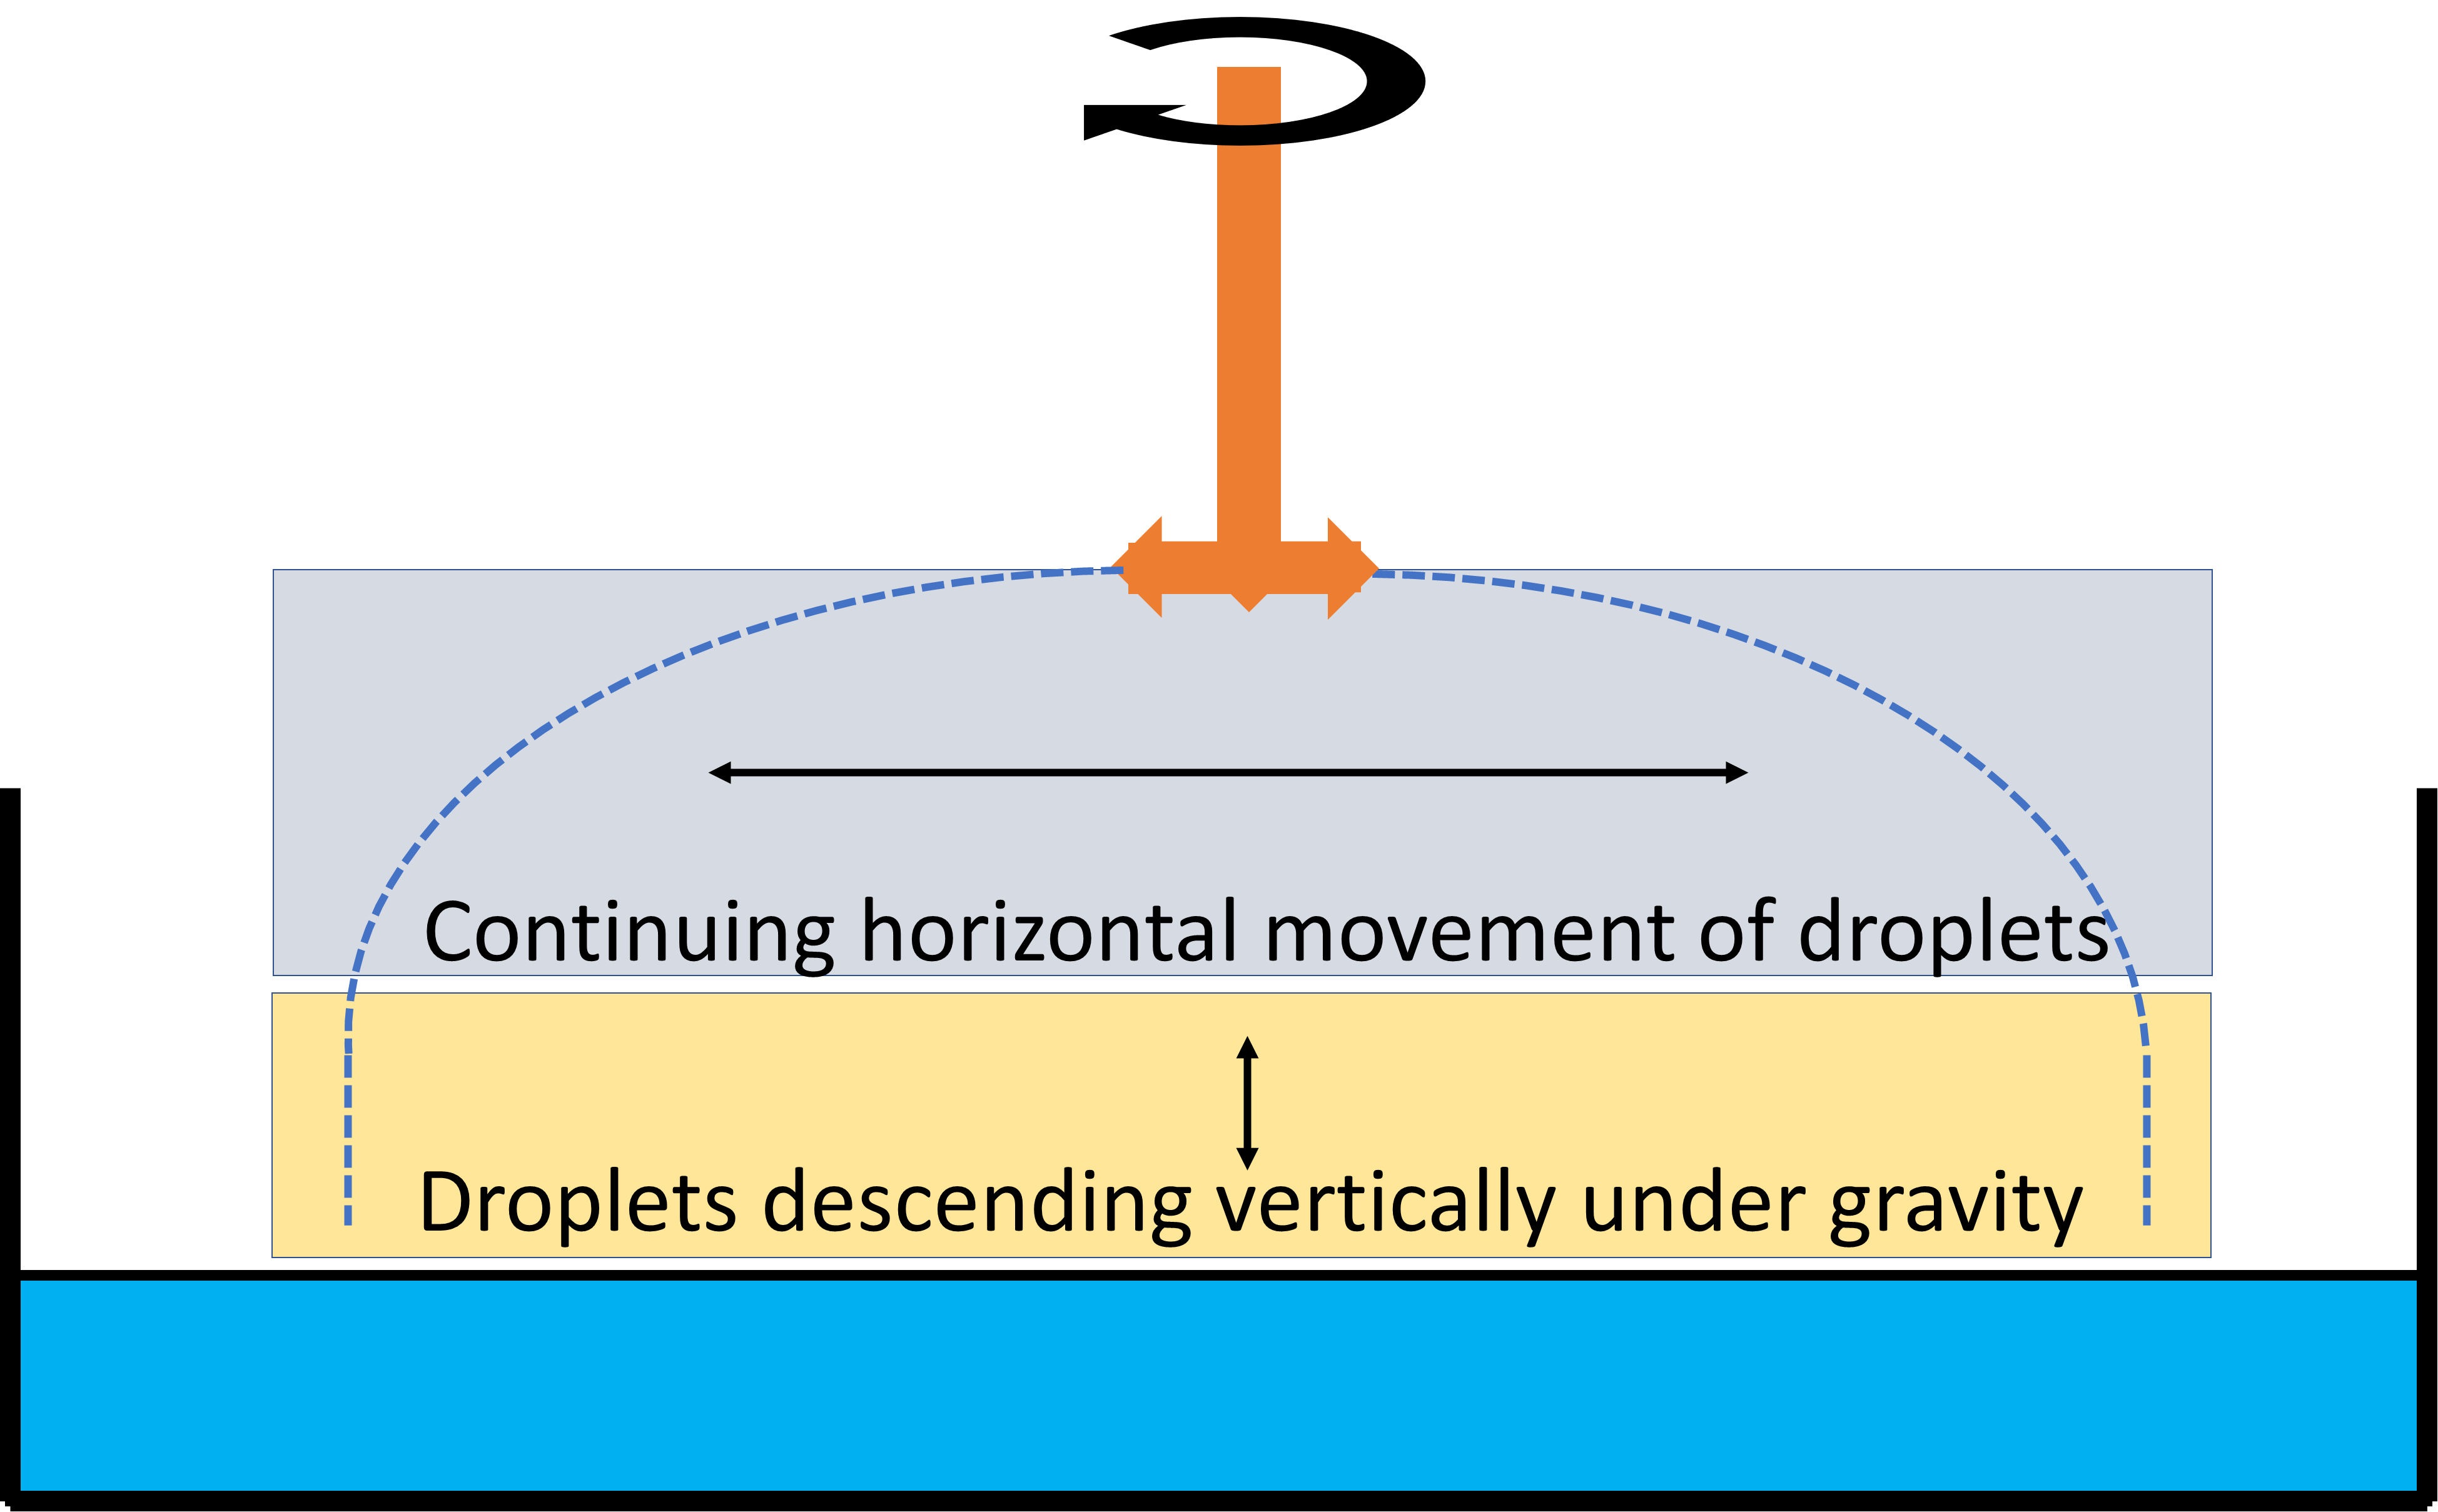 Continuing horizontal movement of droplets
Droplets descending vertically under gravity